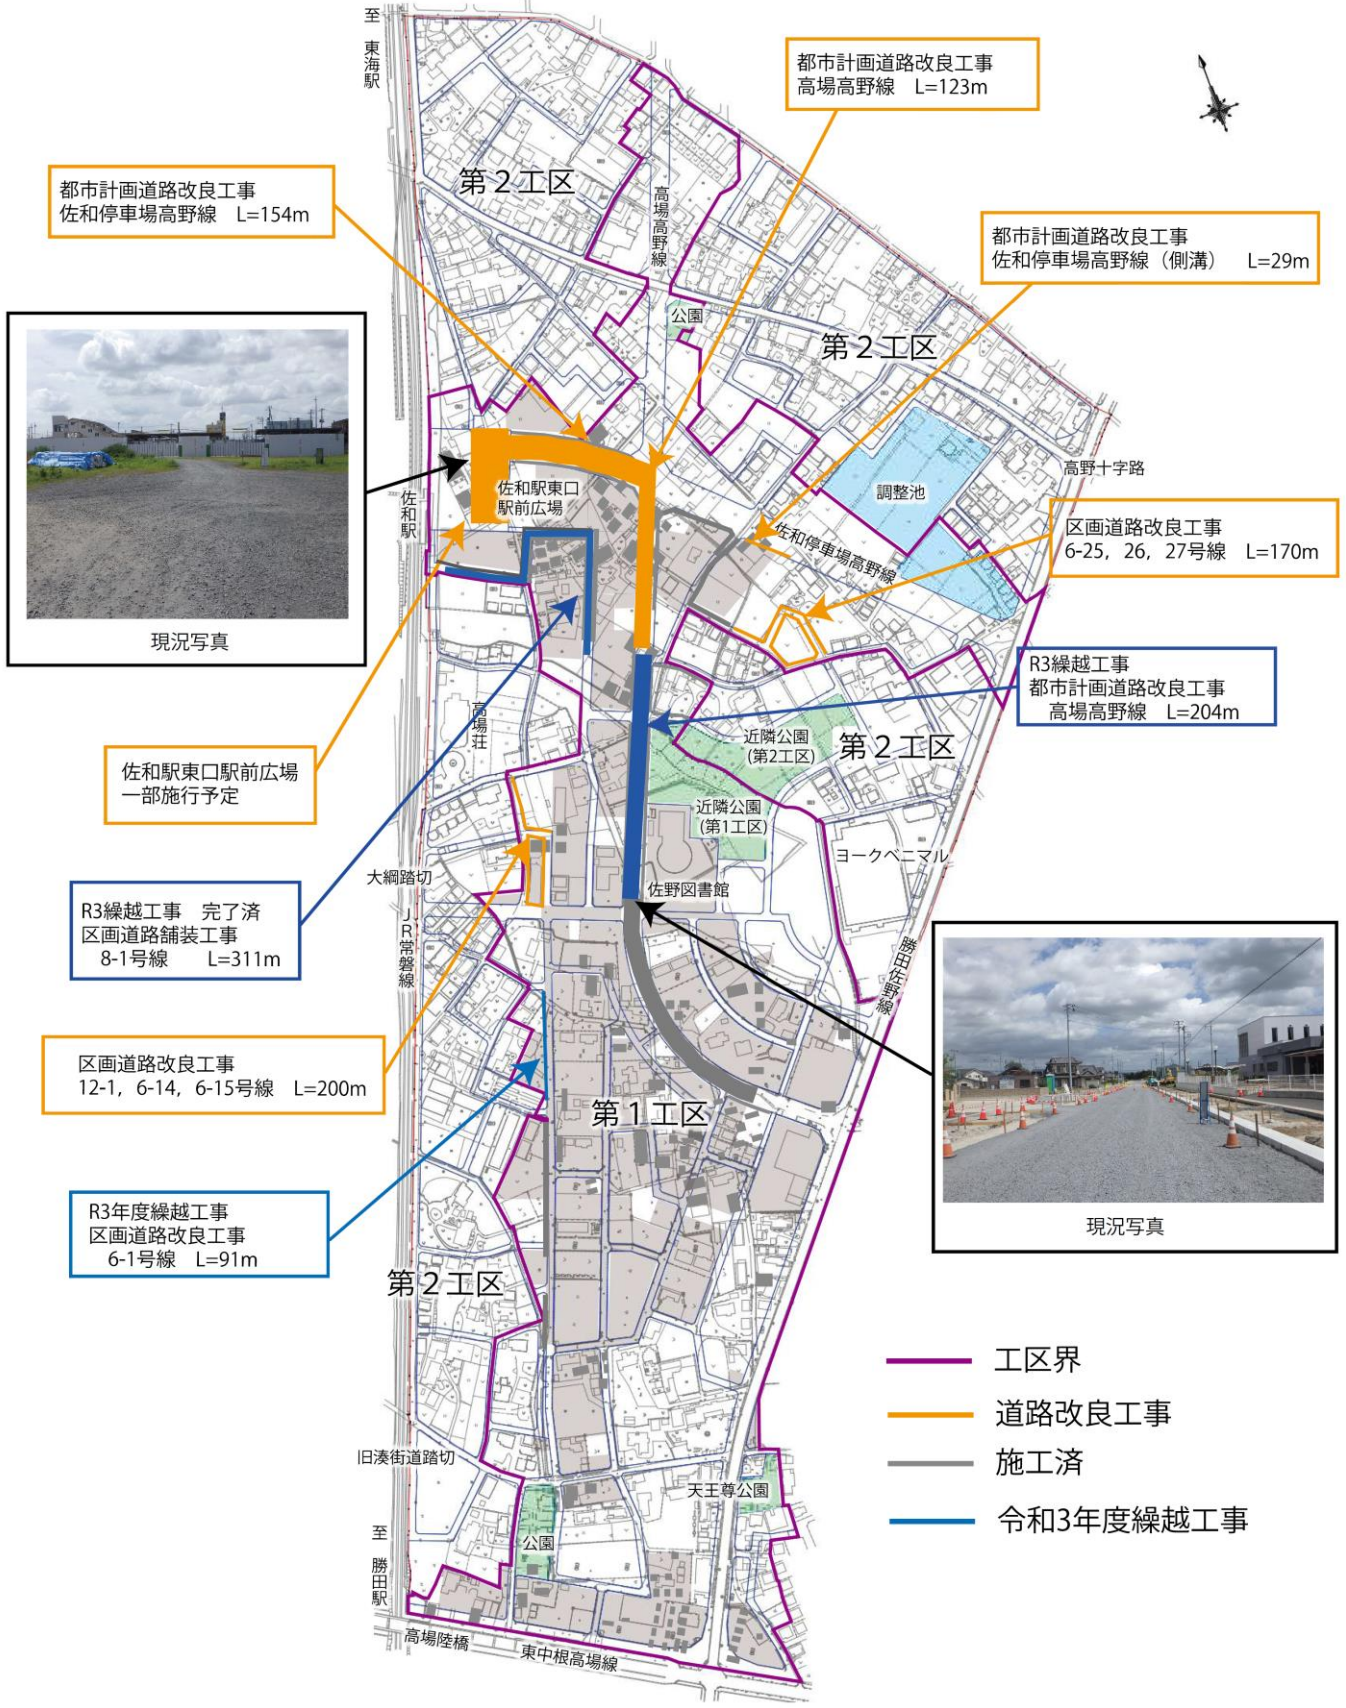 至 東海駅
都市計画道路改良工事
高場高野線 L=123m
都市計画道路改良工事
佐和停車場高野線 L=154m
第2工区
高場高野線
都市計画道路改良工事
佐和停車場高野線（側溝） L=29m
公園
第2工区
現況写真
佐和駅
佐和駅東口
駅前広場
調整池
高野十字路
佐和停車場高野線
区画道路改良工事
6-25, 26, 27号線 L=170m
R3繰越工事
都市計画道路改良工事
高場高野線 L=204m
高場荘
近隣公園
(第2工区)
第2工区
佐和駅東口駅前広場
一部施行予定
近隣公園
(第1工区)
ヨークベニマル
大綱踏切
佐野図書館
R3繰越工事 完了済
区画道路舗装工事
8-1号線 L=311m
JR常磐線
勝田佐野線
区画道路改良工事
12-1, 6-14, 6-15号線 L=200m
第1工区
現況写真
R3年度繰越工事
区画道路改良工事
6-1号線 L=91m
第2工区
工区界
道路改良工事
施工済
令和3年度繰越工事
旧湊街道踏切
天王尊公園
公園
至 勝田駅
高場陸橋
東中根高場線